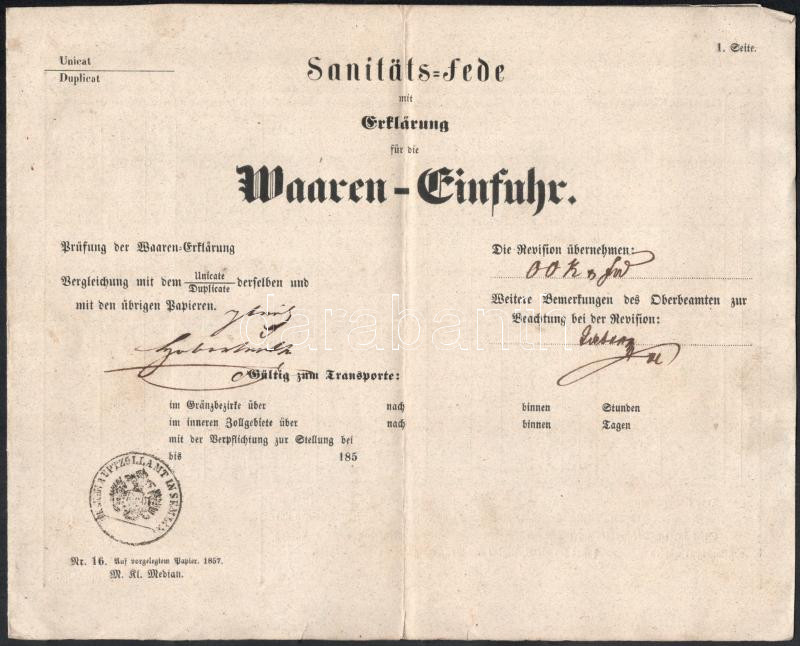 1. Seite.
Unicat
Duplicat
Sanitäts=Fede
mit
Erklärung
für die
Waaren=Einfuhr.
Prüfung der Waaren=Erklärung
Vergleichung mit dem Unicate
Duplicate derselben und
mit den übrigen Papieren.
Die Revision übernehmen:
Weitere Bemerkungen des Oberbeamten zur
Beachtung bei der Revision:
Gültig zum Transporte:
im Gränzbezirke über nach binnen Stunden
im inneren Zollgebiete über nach binnen Tagen
mit der Verpflichtung zur Stellung bei
bis 185
HAUPTZOLLAMT IN
Nr. 16. Auf vorgelegtem Papier. 1857.
M. Kl. Median.
darabanth